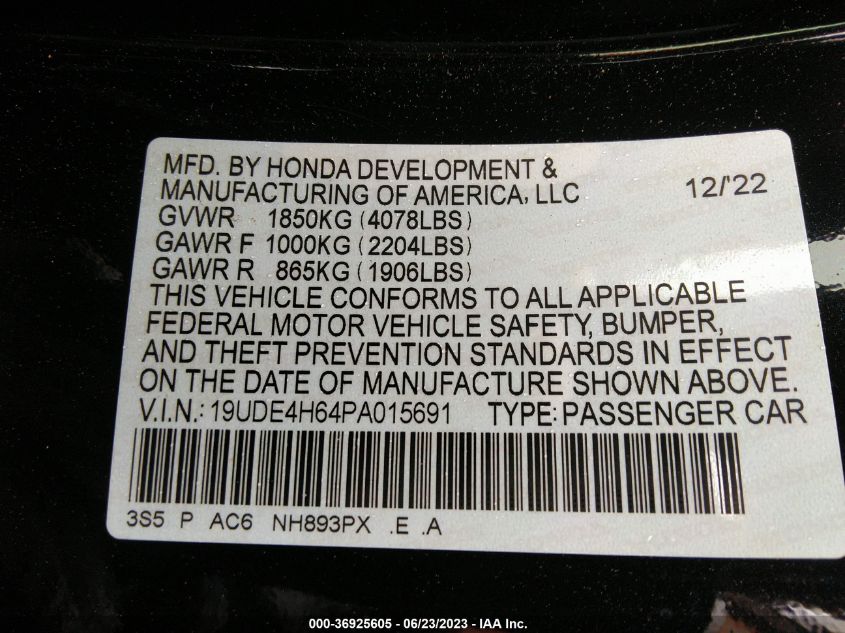 MFD. BY HONDA DEVELOPMENT &
MANUFACTURING OF AMERICA, LLC 12/'22
GVWR 1850KG (4078LBS)
GAWR F 1000KG (2204LBS)
GAWR R 865KG (1906LBS)
THIS VEHICLE CONFORMS TO ALL APPLICABLE
FEDERAL MOTOR VEHICLE SAFETY, BUMPER,
AND THEFT PREVENTION STANDARDS IN EFFECT
ON THE DATE OF MANUFACTURE SHOWN ABOVE.
V.I.N.: 19UDE4H64PA015691 TYPE: PASSENGER CAR
3S5 P AC6 NH893PX .E .A
000-36925605 - 06/23/2023 - IAA Inc.